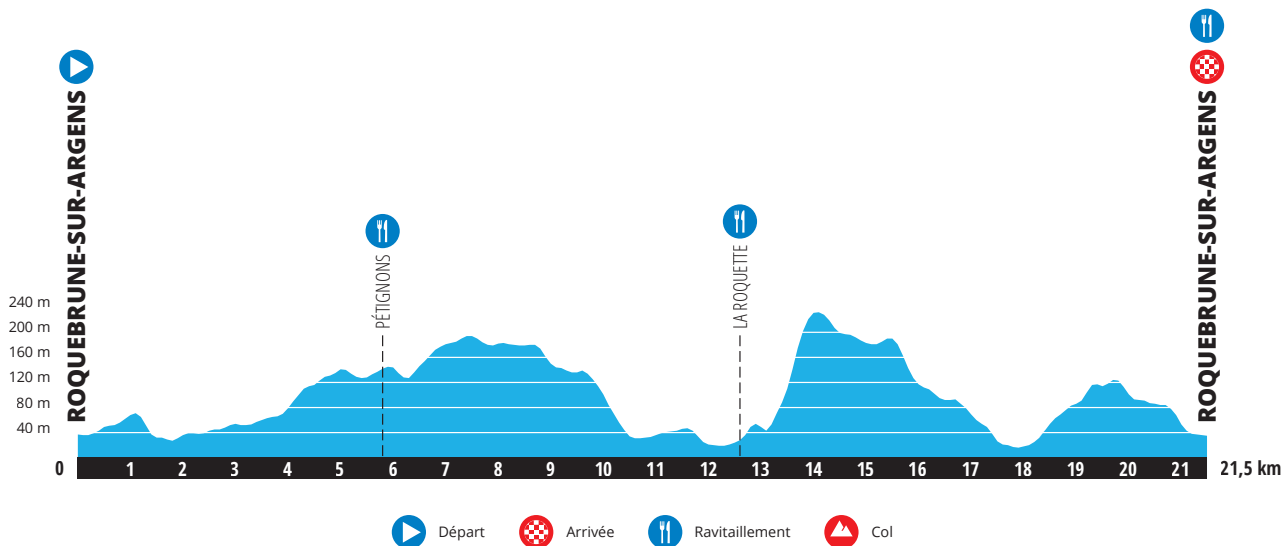 ROQUEBRUNE-SUR-ARGENS
PÉTIGNONS
LA ROQUETTE
ROQUEBRUNE-SUR-ARGENS
240 m
200 m
160 m
120 m
80 m
40 m
0 1 2 3 4 5 6 7 8 9 10 11 12 13 14 15 16 17 18 19 20 21 21,5 km
Départ Arrivée Ravitaillement Col